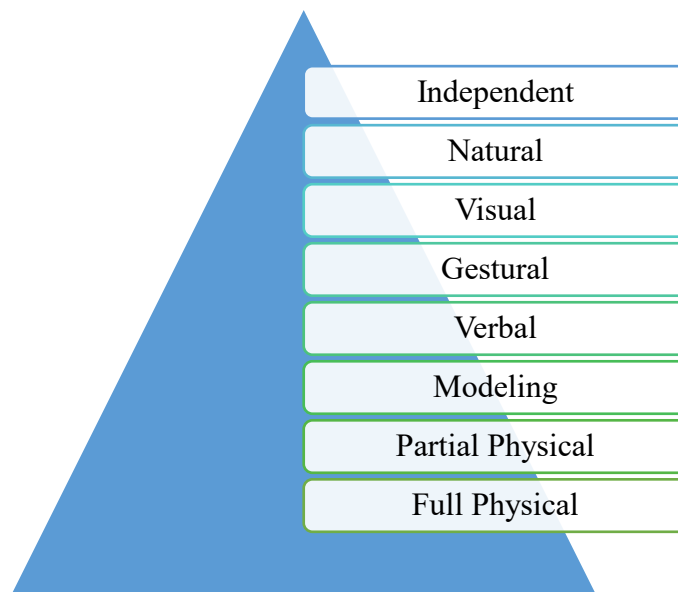 Independent
Natural
Visual
Gestural
Verbal
Modeling
Partial Physical
Full Physical